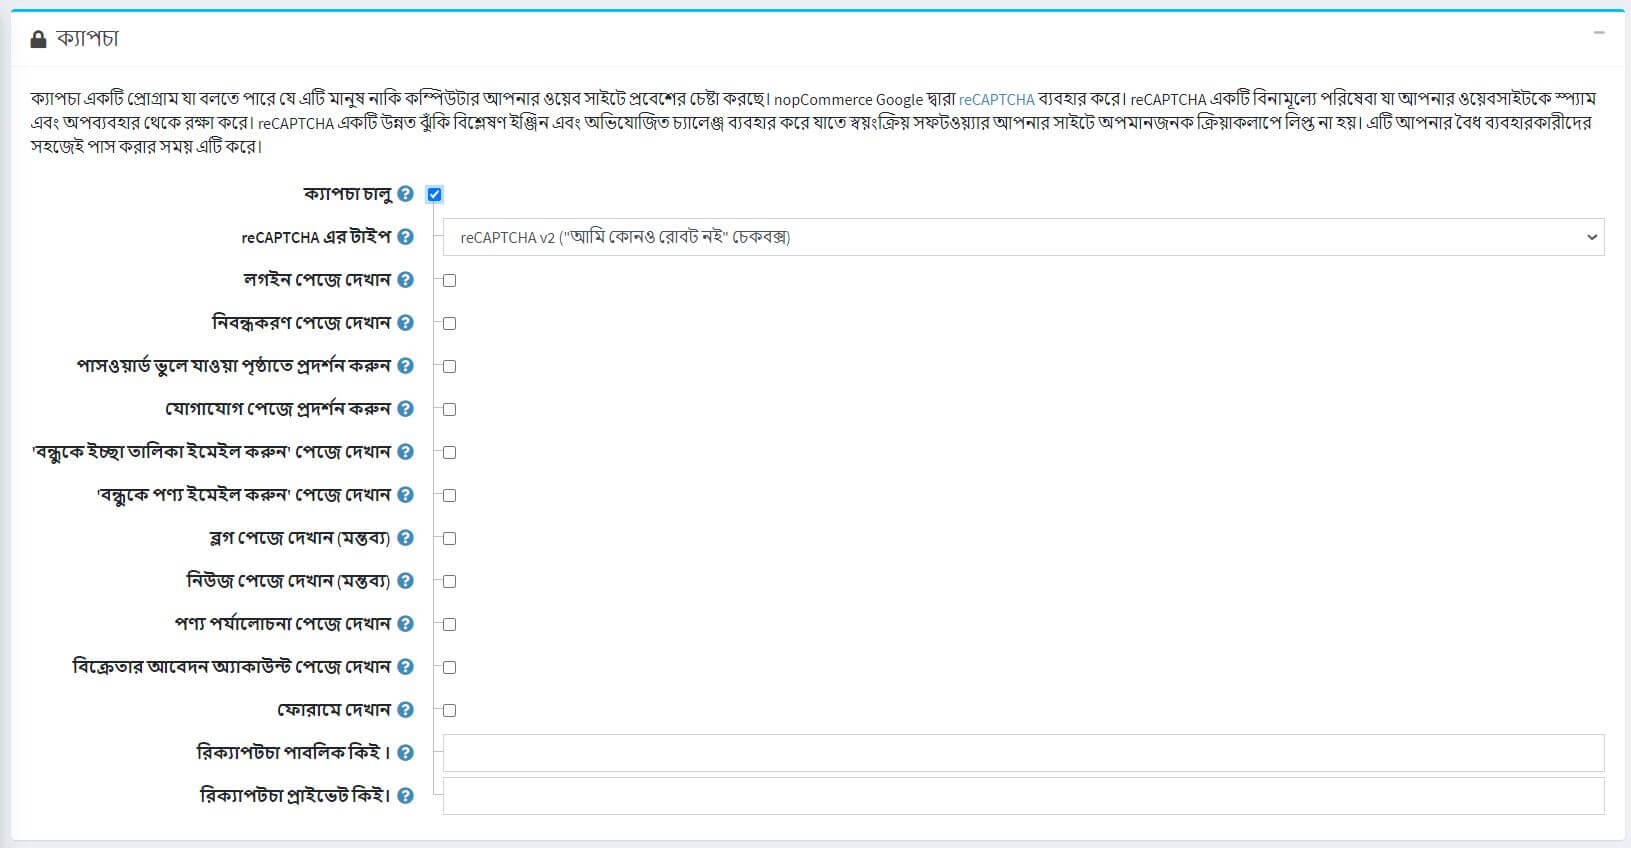 ক্যাপচা
ক্যাপচা একটি প্রোগ্রাম যা বলতে পারে যে এটি মানুষ নাকি কম্পিউটার আপনার ওয়েব সাইটে প্রবেশের চেষ্টা করছে। nopCommerce Google দ্বারা reCAPTCHA ব্যবহার করে। reCAPTCHA একটি বিনামূল্যে পরিষেবা যা আপনার ওয়েবসাইটকে স্প্যাম
এবং অপব্যবহার থেকে রক্ষা করে। reCAPTCHA একটি উন্নত ঝুঁকি বিশ্লেষণ ইঞ্জিন এবং অভিযোজিত চ্যালেঞ্জ ব্যবহার করে যাতে স্বয়ংক্রিয় সফটওয়্যার আপনার সাইটে অপমানজনক ক্রিয়াকলাপে লিপ্ত না হয়। এটি আপনার বৈধ ব্যবহারকারীদের
সহজেই পাস করার সময় এটি করে।
ক্যাপচা চালু
reCAPTCHA এর টাইপ reCAPTCHA v2 ("আমি কোনও রোবট নই" চেকবক্স)
লগইন পেজে দেখান
নিবন্ধকরণ পেজে দেখান
পাসওয়ার্ড ভুলে যাওয়া পৃষ্ঠাতে প্রদর্শন করুন
যোগাযোগ পেজে প্রদর্শন করুন
'বন্ধুকে ইচ্ছা তালিকা ইমেইল করুন' পেজে দেখান
'বন্ধুকে পণ্য ইমেইল করুন' পেজে দেখান
ব্লগ পেজে দেখান (মন্তব্য)
নিউজ পেজে দেখান (মন্তব্য)
পণ্য পর্যালোচনা পেজে দেখান
বিক্রেতার আবেদন অ্যাকাউন্ট পেজে দেখান
ফোরামে দেখান
রিক্যাপটচা পাবলিক কিই ।
রিক্যাপটচা প্রাইভেট কিই।